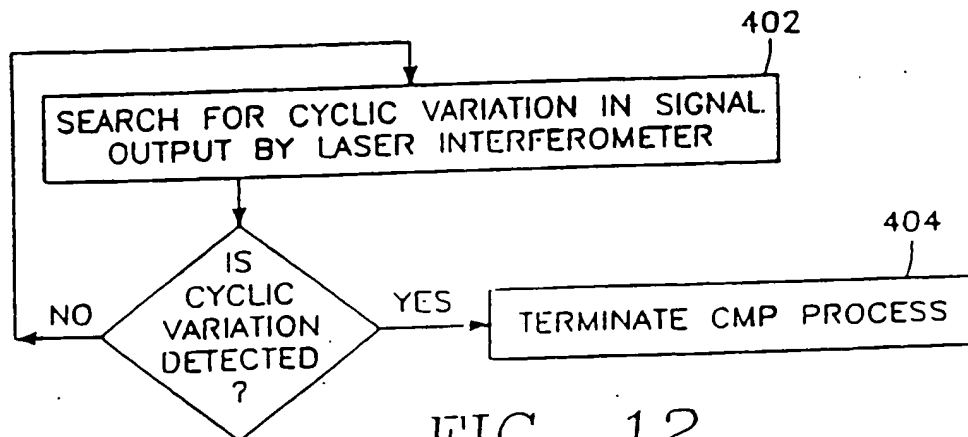 402
SEARCH FOR CYCLIC VARIATION IN SIGNAL
OUTPUT BY LASER INTERFEROMETER
404
IS
CYCLIC
VARIATION
DETECTED
?
NO
YES
TERMINATE CMP PROCESS
FIG. 12